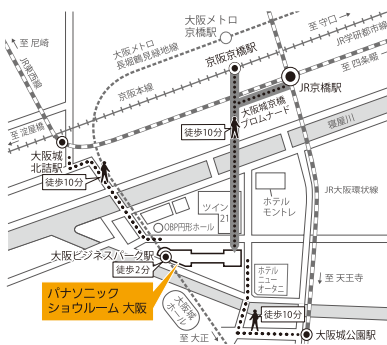 大阪メトロ
京橋駅
至 守口
JR学研都市線
至 尼崎
大阪メトロ
長堀鶴見緑地線
京阪京橋駅
至 四条畷
JR東西線
京阪本線
JR京橋駅
大阪城京橋
プロムナード
至 淀屋橋
徒歩10分
寝屋川
大阪城
北詰駅
徒歩10分
ツイン
21
ホテル
モントレ
JR大阪環状線
OBP円形ホール
大阪ビジネスパーク駅
徒歩2分
ホテル
ニュー
オータニ
至 天王寺
パナソニック
ショウルーム 大阪
大阪城
ホール
徒歩10分
至 大正
大阪城公園駅